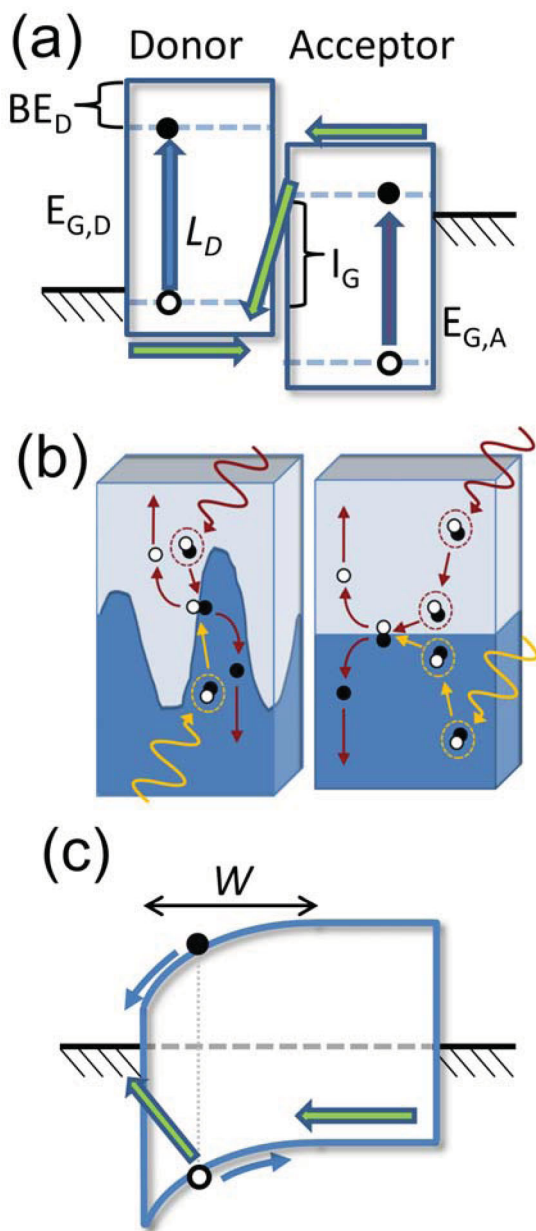 (a)
Donor Acceptor
BE_D
E_G,D
L_D
I_G
E_G,A
(b)
(c)
W